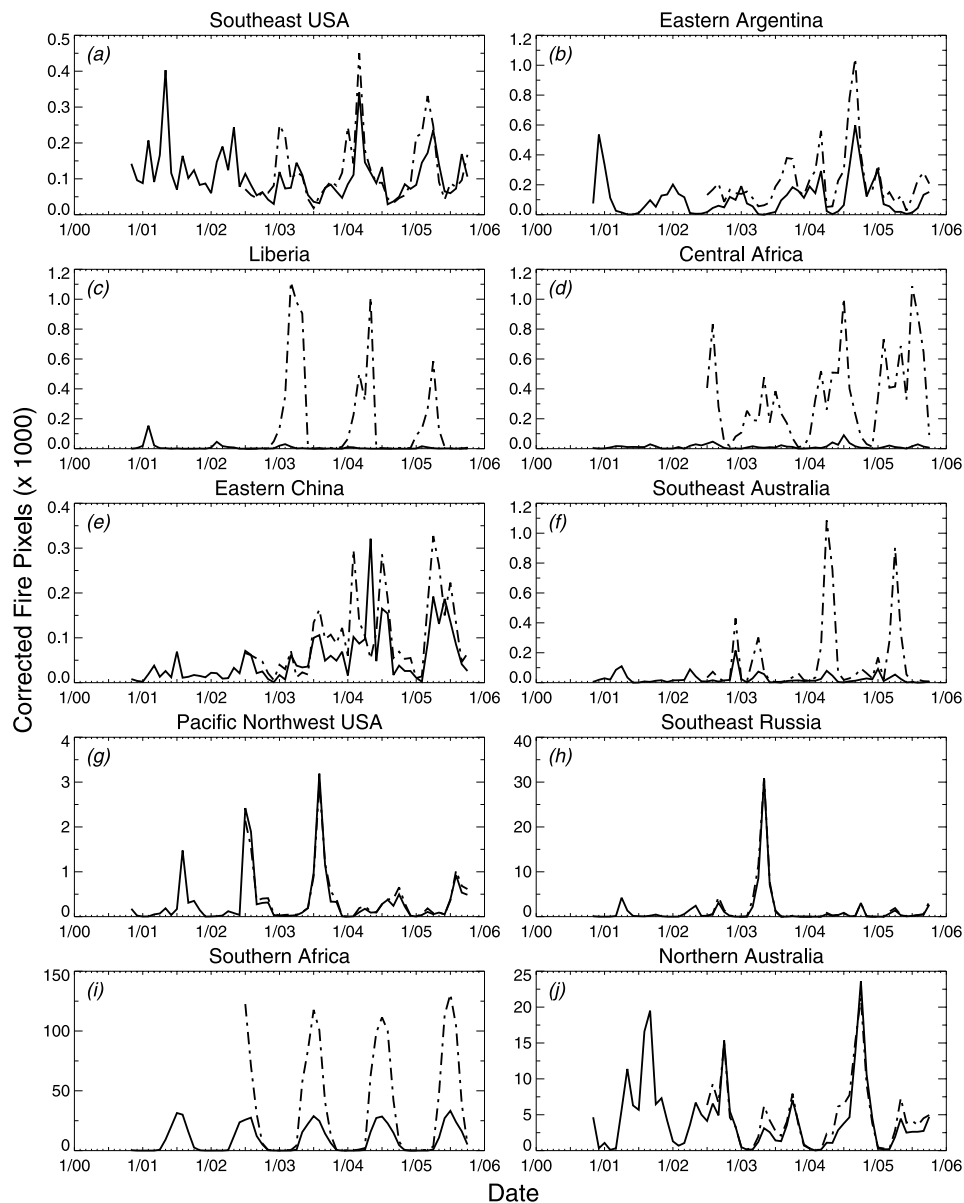 Southeast USA
(a)
0.5
0.4
0.3
0.2
0.1
0.0
1/00 1/01 1/02 1/03 1/04 1/05 1/06
Eastern Argentina
(b)
1.2
1.0
0.8
0.6
0.4
0.2
0.0
1/00 1/01 1/02 1/03 1/04 1/05 1/06
Liberia
(c)
1.2
1.0
0.8
0.6
0.4
0.2
0.0
1/00 1/01 1/02 1/03 1/04 1/05 1/06
Central Africa
(d)
1.2
1.0
0.8
0.6
0.4
0.2
0.0
1/00 1/01 1/02 1/03 1/04 1/05 1/06
Corrected Fire Pixels (x 1000)
Eastern China
(e)
0.4
0.3
0.2
0.1
0.0
1/00 1/01 1/02 1/03 1/04 1/05 1/06
Southeast Australia
(f)
1.2
1.0
0.8
0.6
0.4
0.2
0.0
1/00 1/01 1/02 1/03 1/04 1/05 1/06
Pacific Northwest USA
(g)
4
3
2
1
0
1/00 1/01 1/02 1/03 1/04 1/05 1/06
Southeast Russia
(h)
40
30
20
10
0
1/00 1/01 1/02 1/03 1/04 1/05 1/06
Southern Africa
(i)
150
100
50
0
1/00 1/01 1/02 1/03 1/04 1/05 1/06
Northern Australia
(j)
25
20
15
10
5
0
1/00 1/01 1/02 1/03 1/04 1/05 1/06
Date